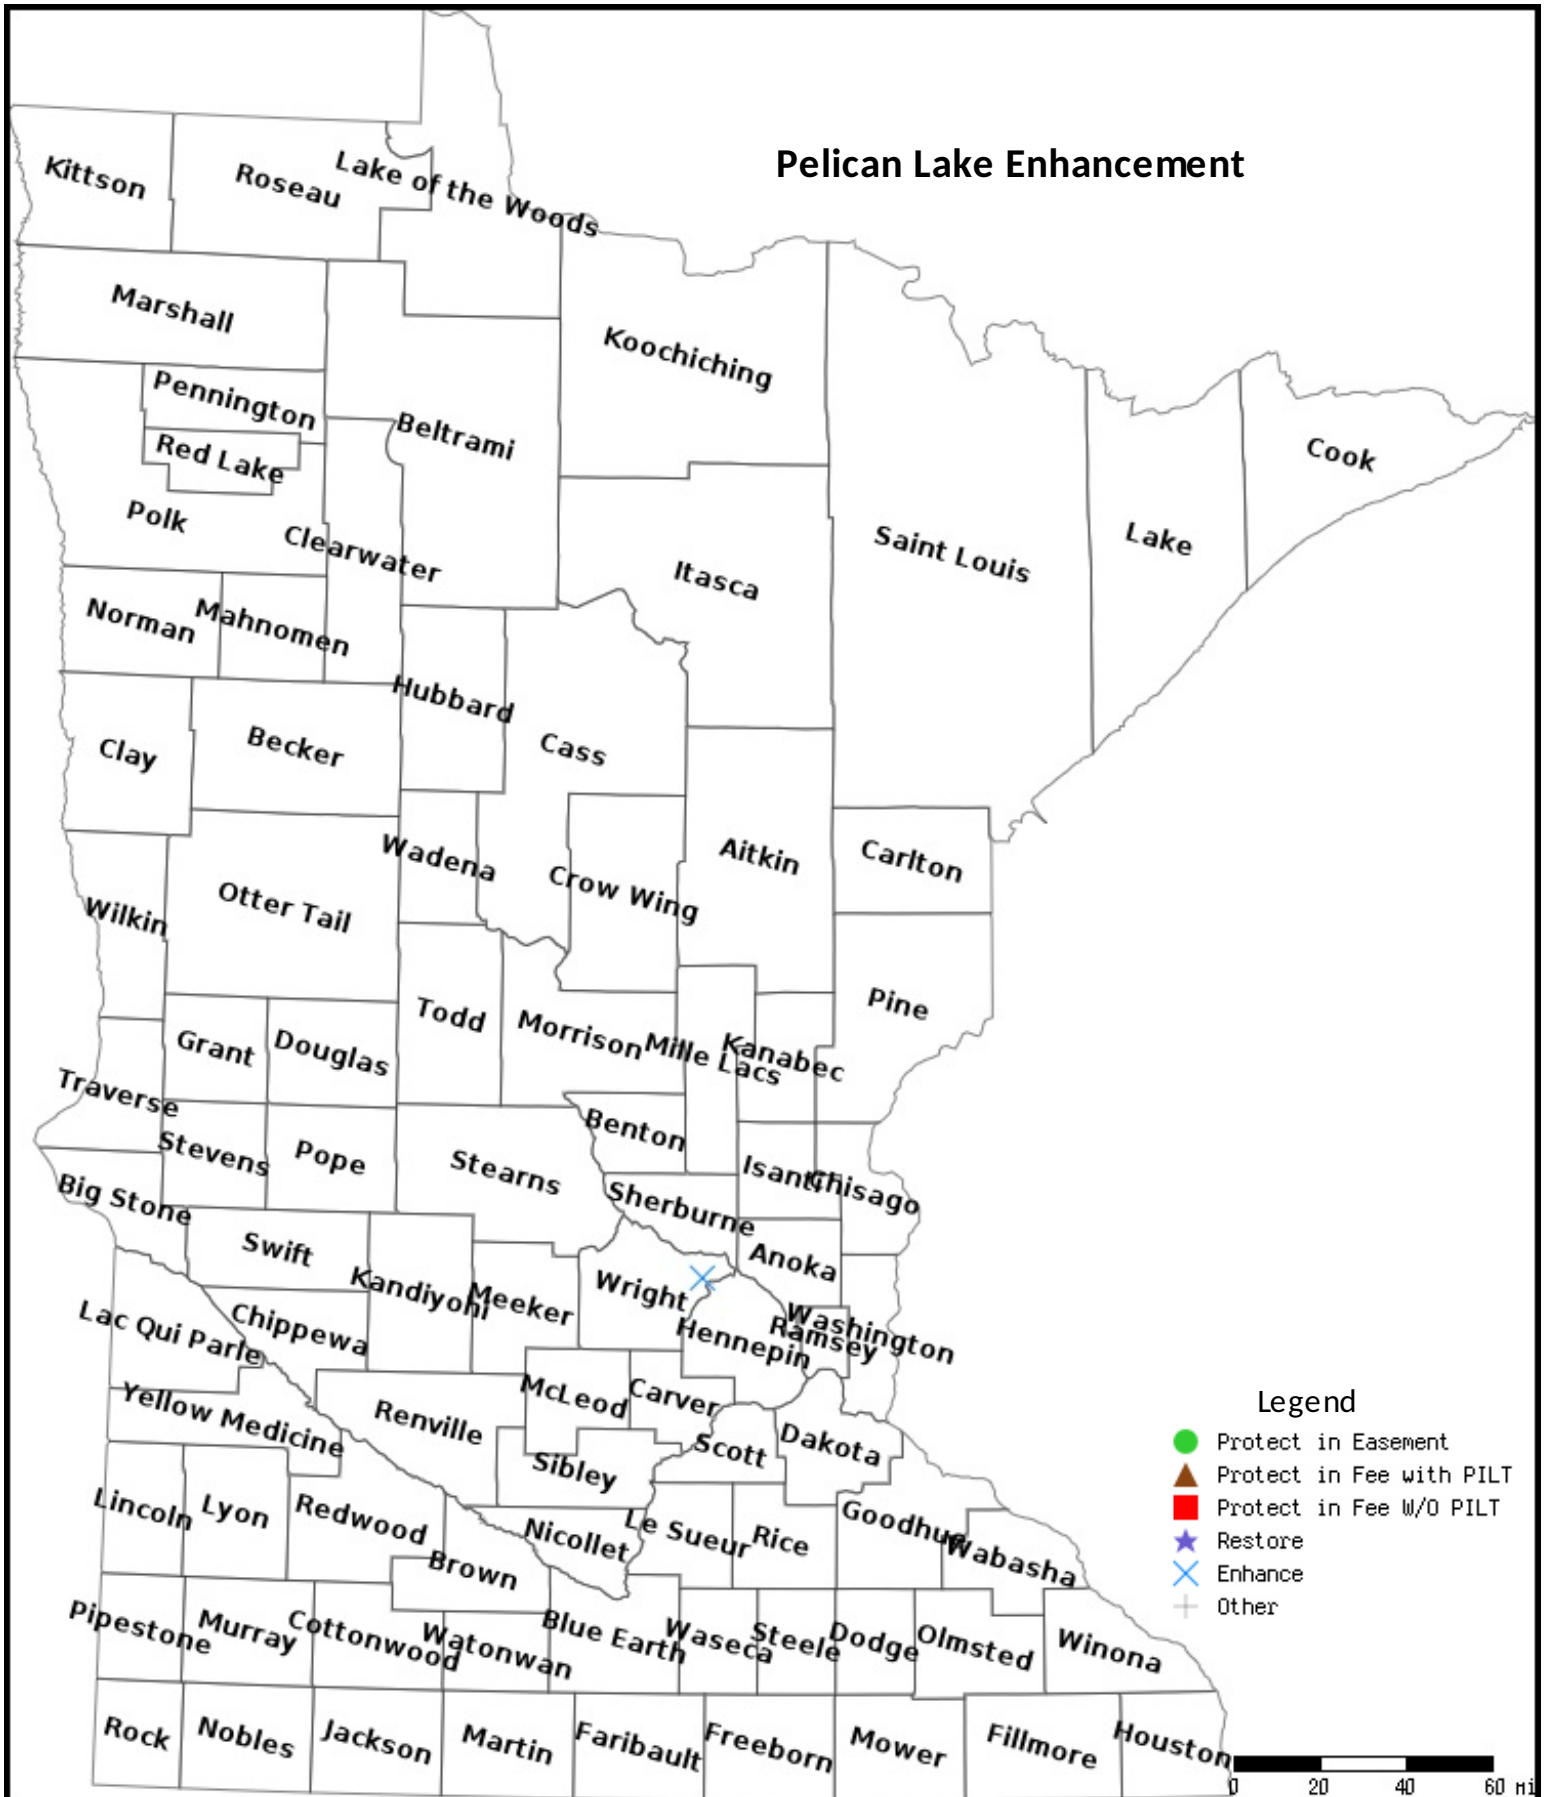 Pelican Lake Enhancement
Kittson
Roseau
Lake of the Woods
Marshall
Koochiching
Pennington
Beltrami
Red Lake
Cook
Polk
Clearwater
Saint Louis
Lake
Itasca
Norman
Mahnomen
Hubbard
Clay
Becker
Cass
Wadena
Aitkin
Carlton
Otter Tail
Crow Wing
Wilkin
Todd
Morrison
Pine
Grant
Douglas
Mille Lacs
Kanabec
Traverse
Benton
Stevens
Pope
Stearns
Isanti
Chisago
Big Stone
Sherburne
Swift
Anoka
Kandiyohi
Meeker
Wright
Lac Qui Parle
Chippewa
Hennepin
Ramsey
Washington
McLeod
Carver
Yellow Medicine
Renville
Scott
Dakota
Sibley
Lincoln
Lyon
Redwood
Nicollet
Le Sueur
Rice
Goodhue
Wabasha
Brown
Pipestone
Murray
Cottonwood
Watonwan
Blue Earth
Waseca
Steele
Dodge
Olmsted
Winona
Rock
Nobles
Jackson
Martin
Faribault
Freeborn
Mower
Fillmore
Houston
Legend
Protect in Easement
Protect in Fee with PILT
Protect in Fee W/O PILT
Restore
Enhance
Other
0 20 40 60 mi